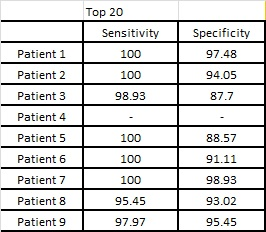 Top 20
Sensitivity Specificity
Patient 1 100 97.48
Patient 2 100 94.05
Patient 3 98.93 87.7
Patient 4 - -
Patient 5 100 88.57
Patient 6 100 91.11
Patient 7 100 98.93
Patient 8 95.45 93.02
Patient 9 97.97 95.45